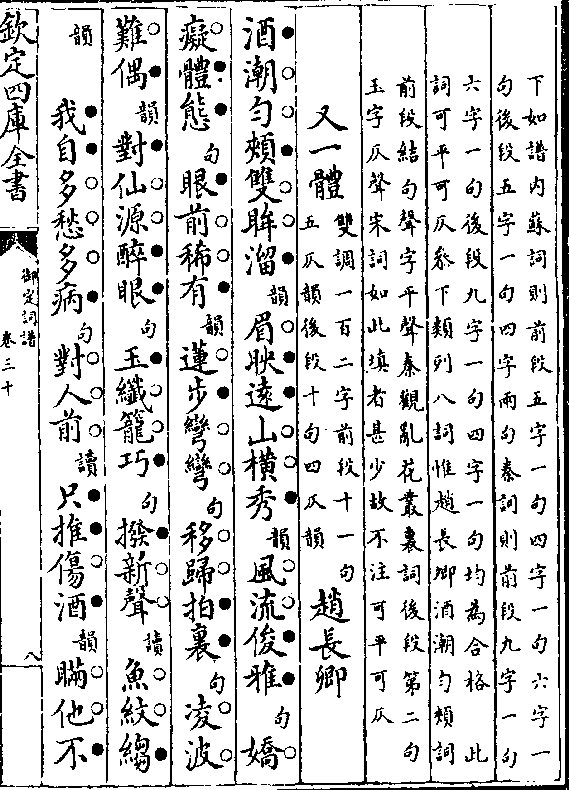 下如譜內蘇詞則前段五字一句四字一句六字一
句後段五字一句四字兩句秦詞則前段九字一句
六字一句後段九字一句四字一句均為合格此
詞可平可仄叅下類列八詞惟趙長卿酒潮勻頰詞
前段結句聲字平聲秦觀亂花叢裏詞後段第二句
玉字仄聲宋詞如此填者甚少故不注可平可仄
又一體 雙調一百二字前段十一句
五仄韻後段十句四仄韻 趙長卿
酒潮勻頰雙眸溜韻眉映遠山橫秀韻風流俊雅句嬌
癡體態句眼前稀有韻蓮步彎彎句移歸拍裏句凌波
難偶韻對仙源醉眼句玉纖籠巧句撥新聲讀魚紋縐
韻 我自多愁多病句對人前讀只推傷酒韻瞞他不
欽定四庫全書
御定詞譜
卷三十
八